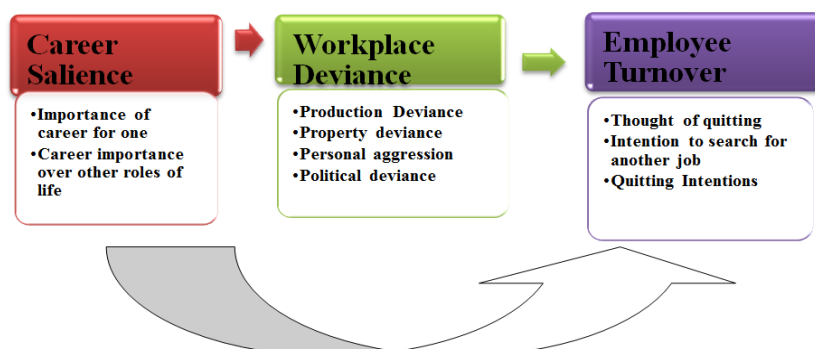 Career
Salience
•Importance of
career for one
•Career importance
over other roles of
life
Workplace
Deviance
•Production Deviance
•Property deviance
•Personal aggression
•Political deviance
Employee
Turnover
•Thought of quitting
•Intention to search for
another job
•Quitting Intentions